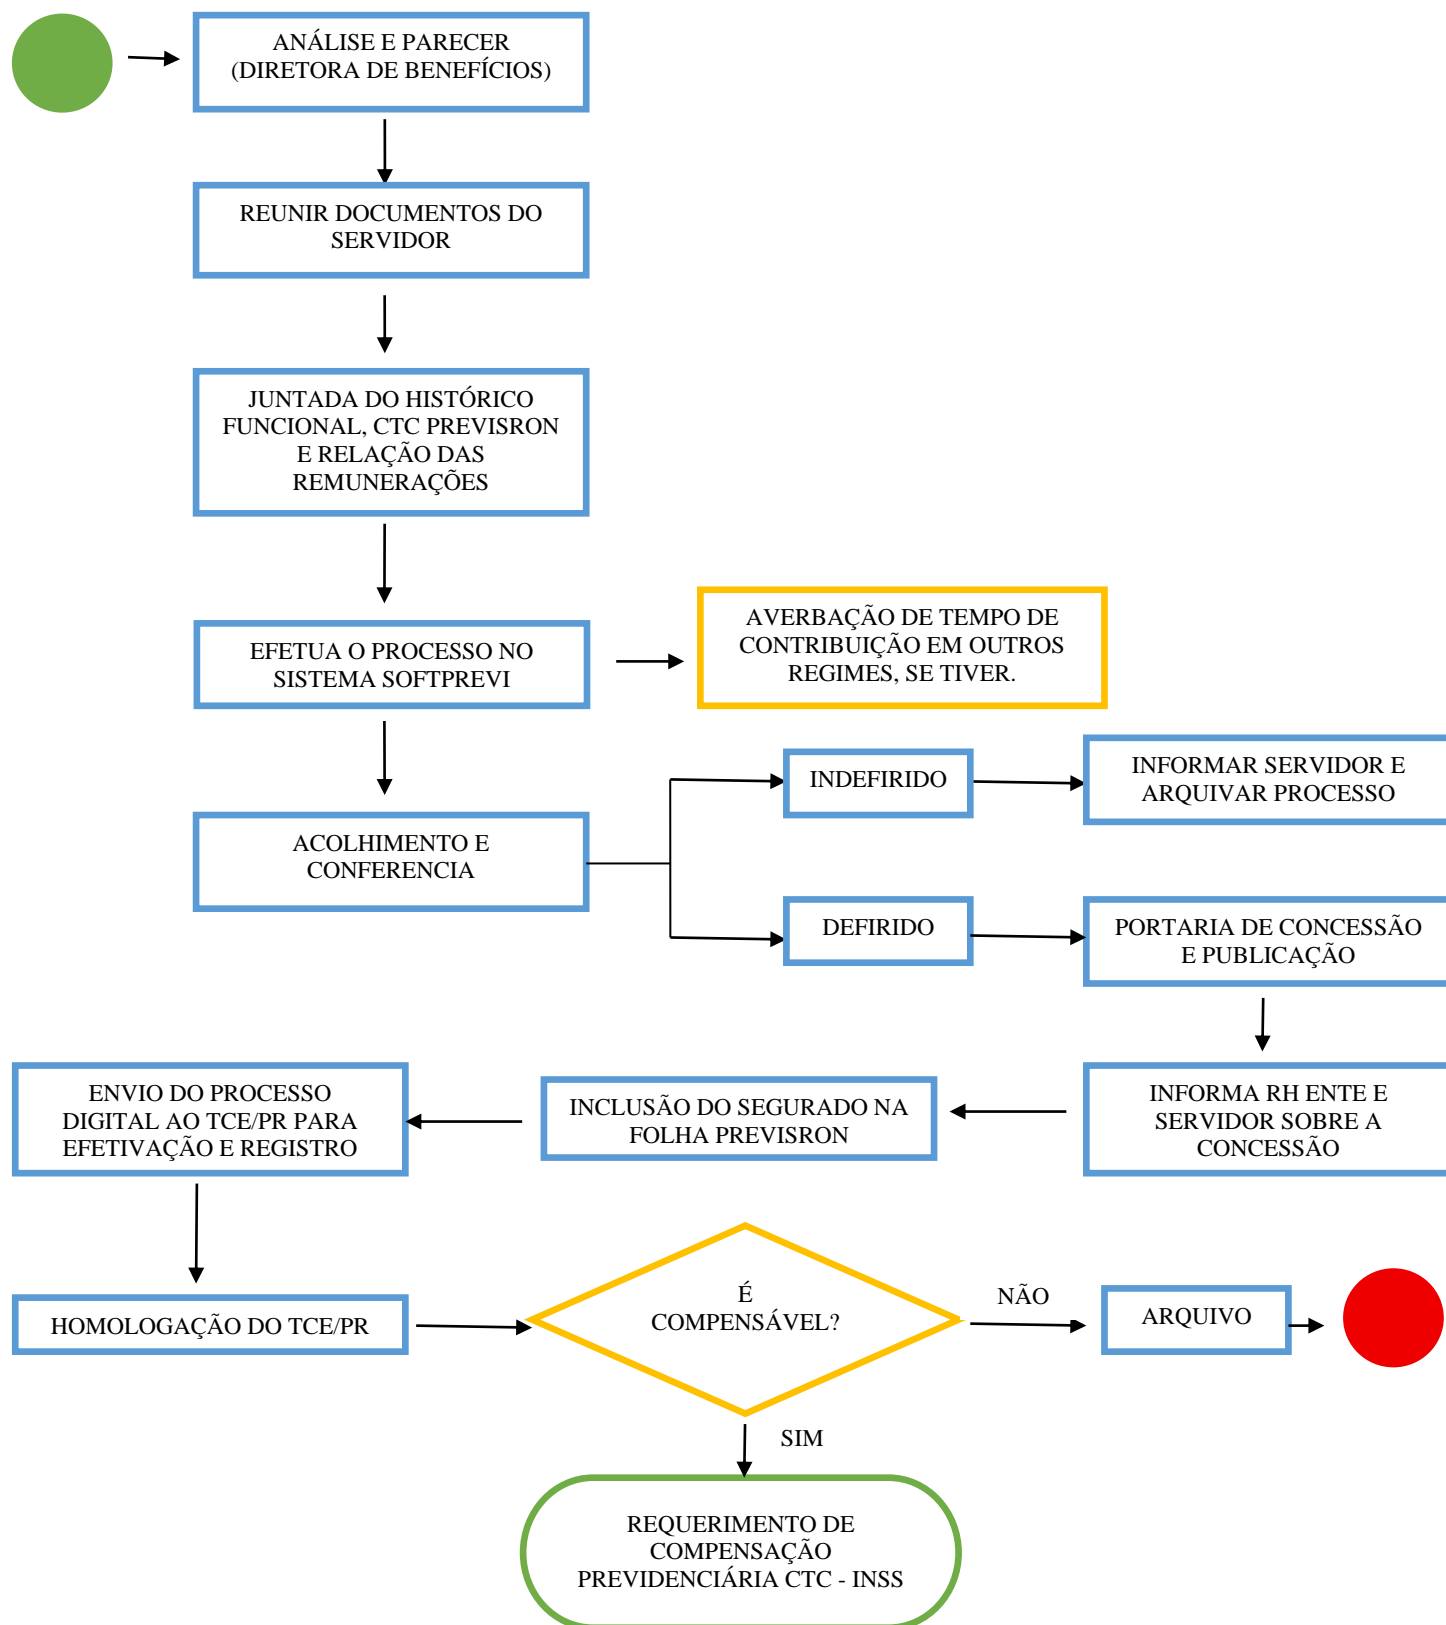 ANÁLISE E PARECER
(DIRETORA DE BENEFÍCIOS)
REUNIR DOCUMENTOS DO
SERVIDOR
JUNTADA DO HISTÓRICO
FUNCIONAL, CTC PREVISRON
E RELAÇÃO DAS
REMUNERAÇÕES
EFETUA O PROCESSO NO
SISTEMA SOFTPREVI
AVERBAÇÃO DE TEMPO DE
CONTRIBUIÇÃO EM OUTROS
REGIMES, SE TIVER.
ACOLHIMENTO E
CONFERENCIA
INDEFIRIDO
INFORMAR SERVIDOR E
ARQUIVAR PROCESSO
DEFIRIDO
PORTARIA DE CONCESSÃO
E PUBLICAÇÃO
INFORMA RH ENTE E
SERVIDOR SOBRE A
CONCESSÃO
INCLUSÃO DO SEGURADO NA
FOLHA PREVISRON
ENVIO DO PROCESSO
DIGITAL AO TCE/PR PARA
EFETIVAÇÃO E REGISTRO
HOMOLOGAÇÃO DO TCE/PR
É
COMPENSÁVEL?
NÃO
ARQUIVO
SIM
REQUERIMENTO DE
COMPENSAÇÃO
PREVIDENCIÁRIA CTC - INSS